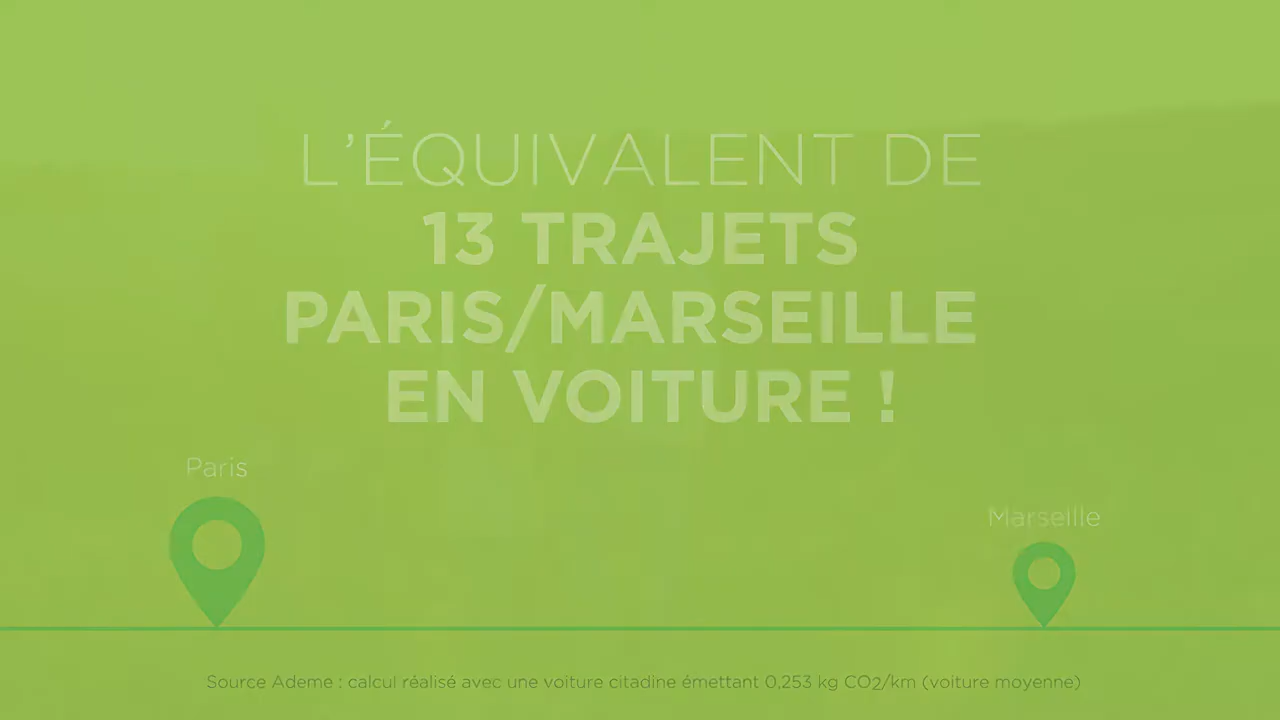 L'ÉQUIVALENT DE
13 TRAJETS
PARIS/MARSEILLE
EN VOITURE !
Paris
Marseille
Source Ademe : calcul réalisé avec une voiture citadine émettant 0,253 kg CO2/km (voiture moyenne)